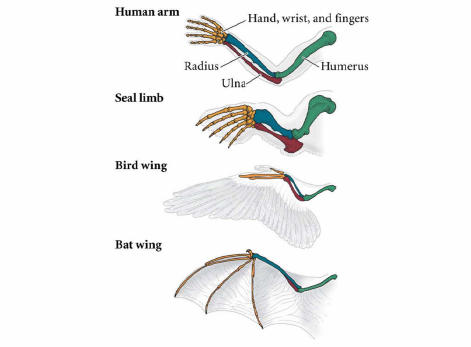 Human arm
Hand, wrist, and fingers
Radius
Humerus
Ulna
Seal limb
Bird wing
Bat wing